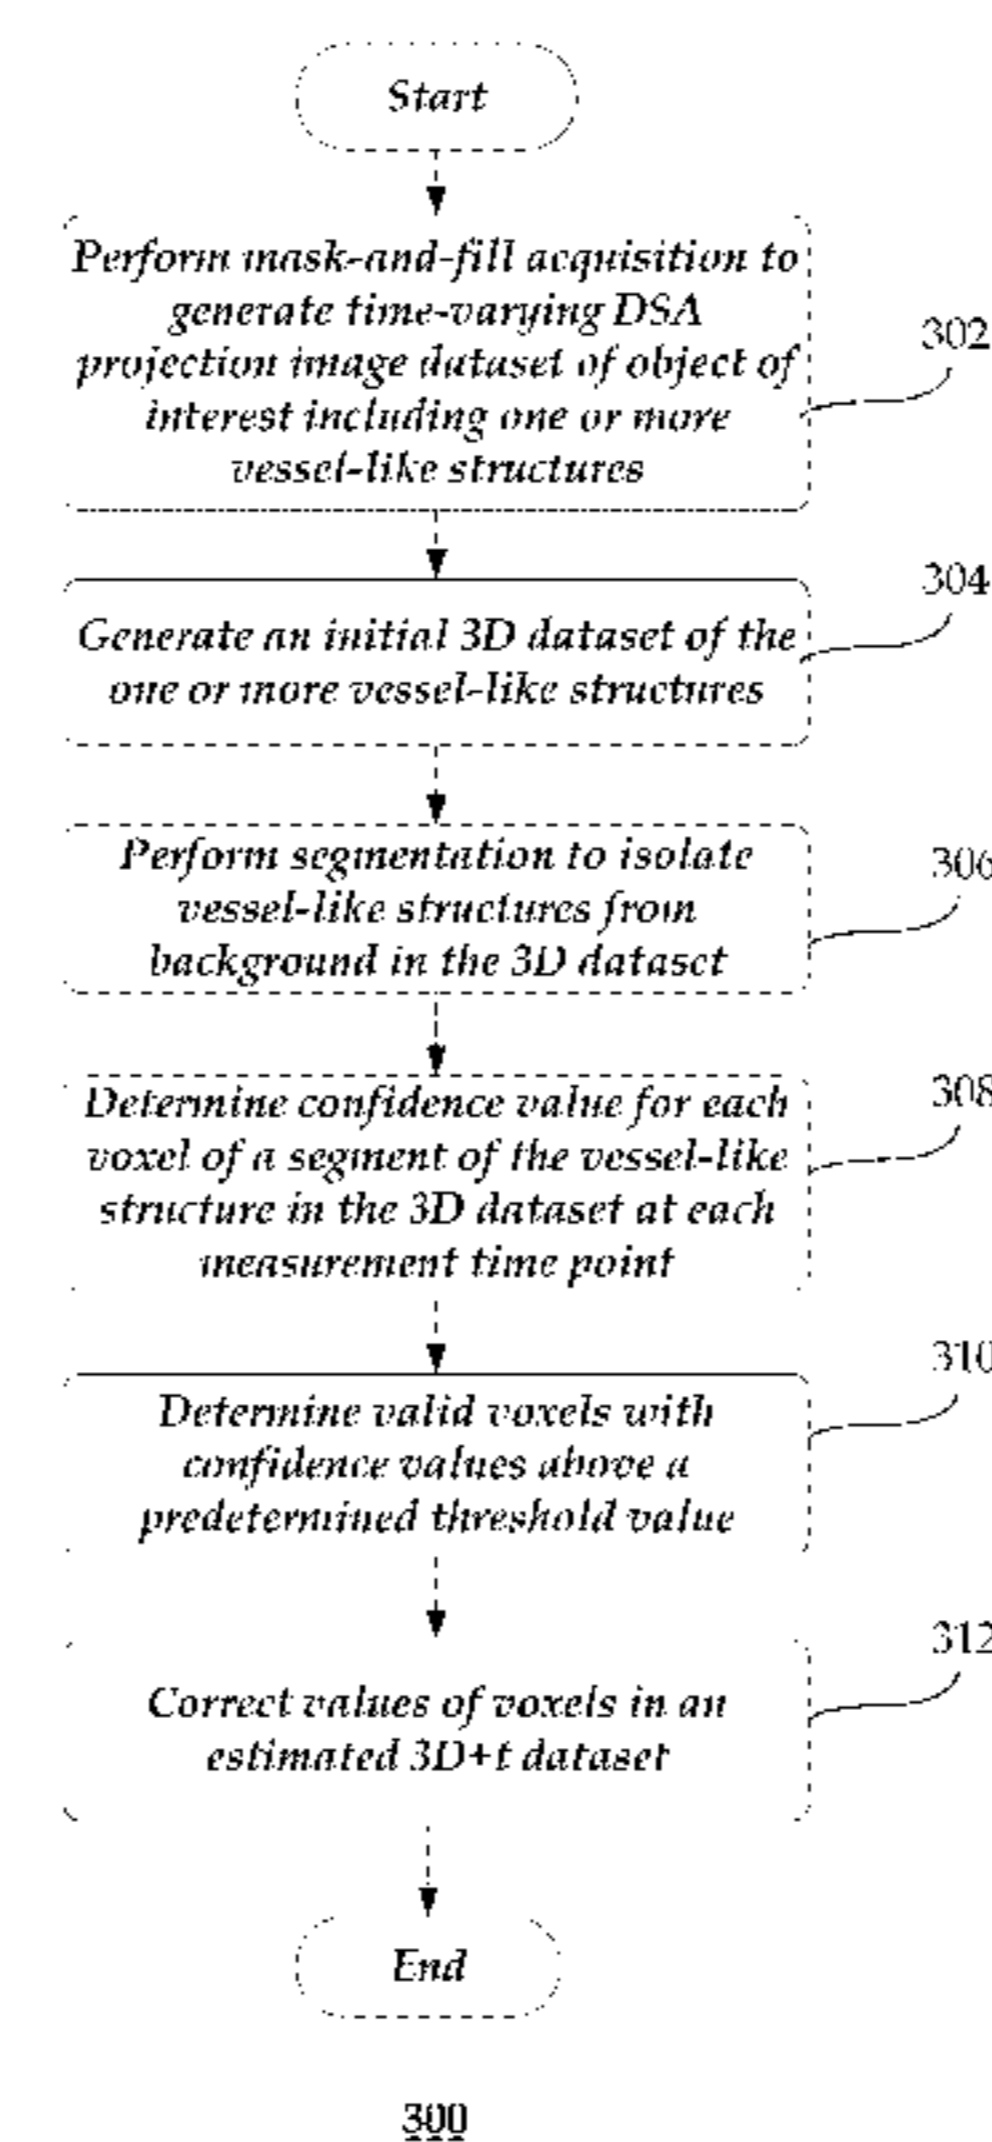 Start
Perform mask-and-fill acquisition to
generate time-varying DSA
projection image dataset of object of
interest including one or more
vessel-like structures
302
Generate an initial 3D dataset of the
one or more vessel-like structures
304
Perform segmentation to isolate
vessel-like structures from
background in the 3D dataset
306
Determine confidence value for each
voxel of a segment of the vessel-like
structure in the 3D dataset at each
measurement time point
308
Determine valid voxels with
confidence values above a
predetermined threshold value
310
Correct values of voxels in an
estimated 3D+t dataset
312
End
300